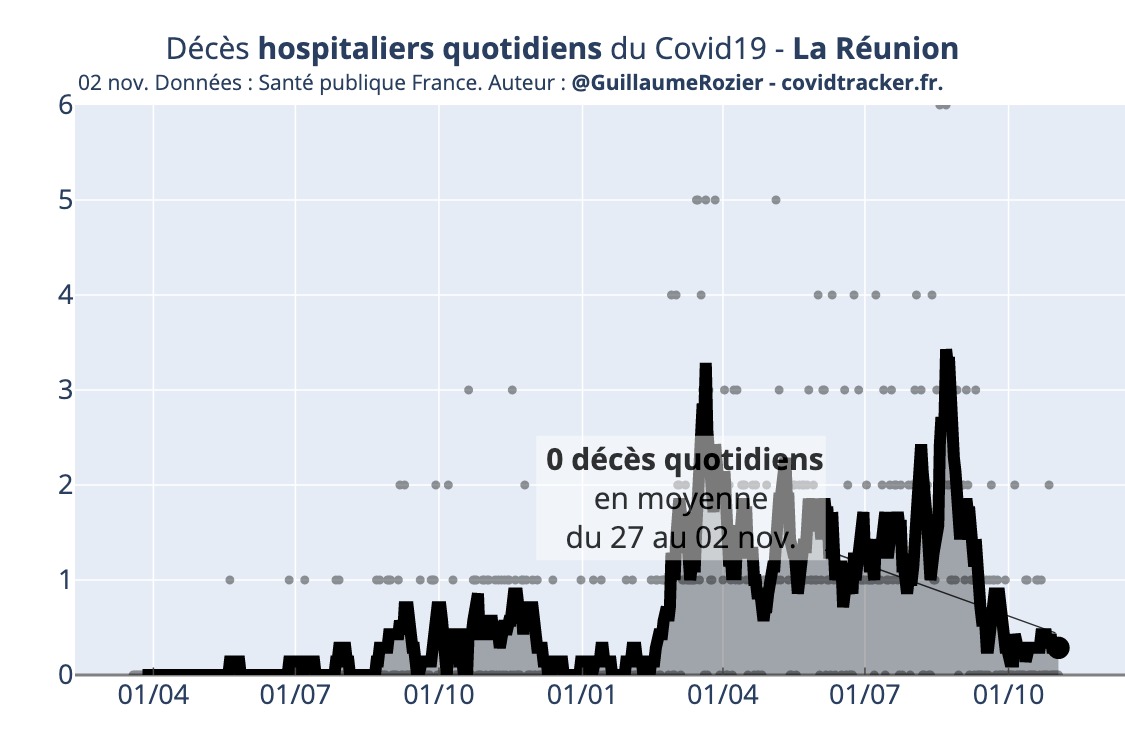 Décès hospitaliers quotidiens du Covid19 - La Réunion
02 nov. Données : Santé publique France. Auteur : @GuillaumeRozier - covidtracker.fr.
6
5
4
3
2
1
0
0 décès quotidiens
en moyenne
du 27 au 02 nov.
01/04 01/07 01/10 01/01 01/04 01/07 01/10